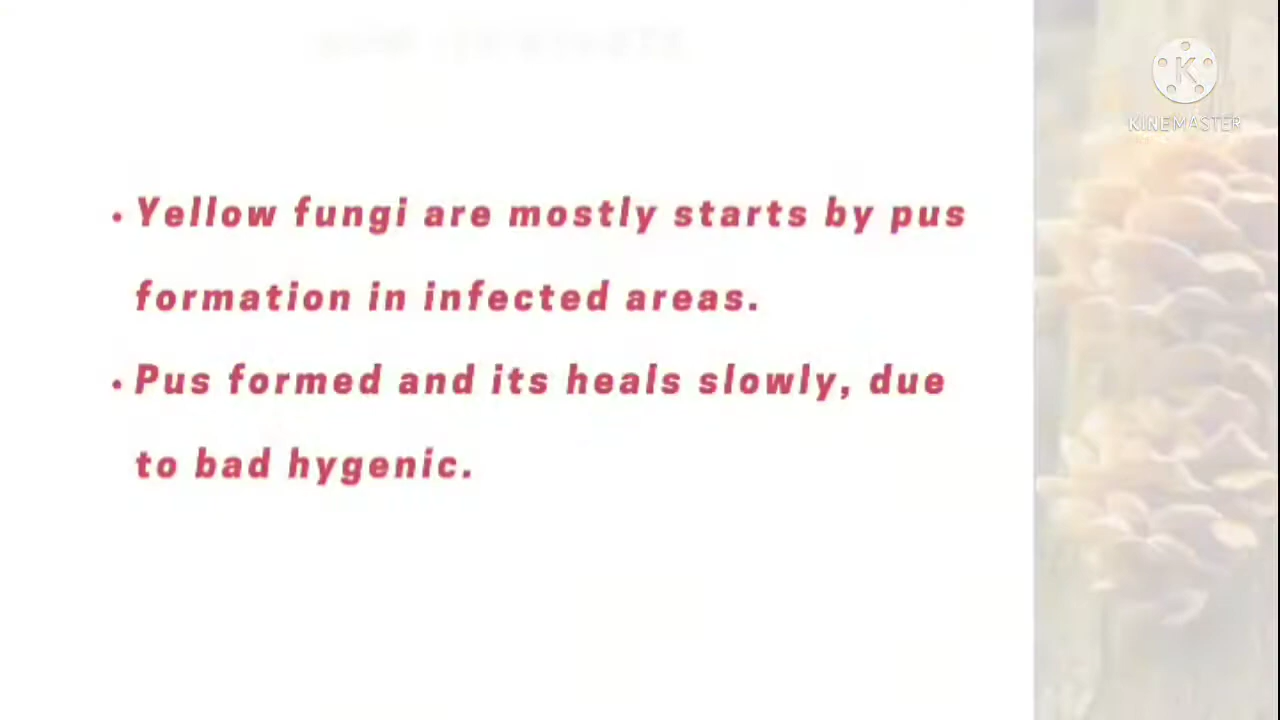 KINEMASTER
• Yellow fungi are mostly starts by pus
formation in infected areas.
• Pus formed and its heals slowly, due
to bad hygenic.